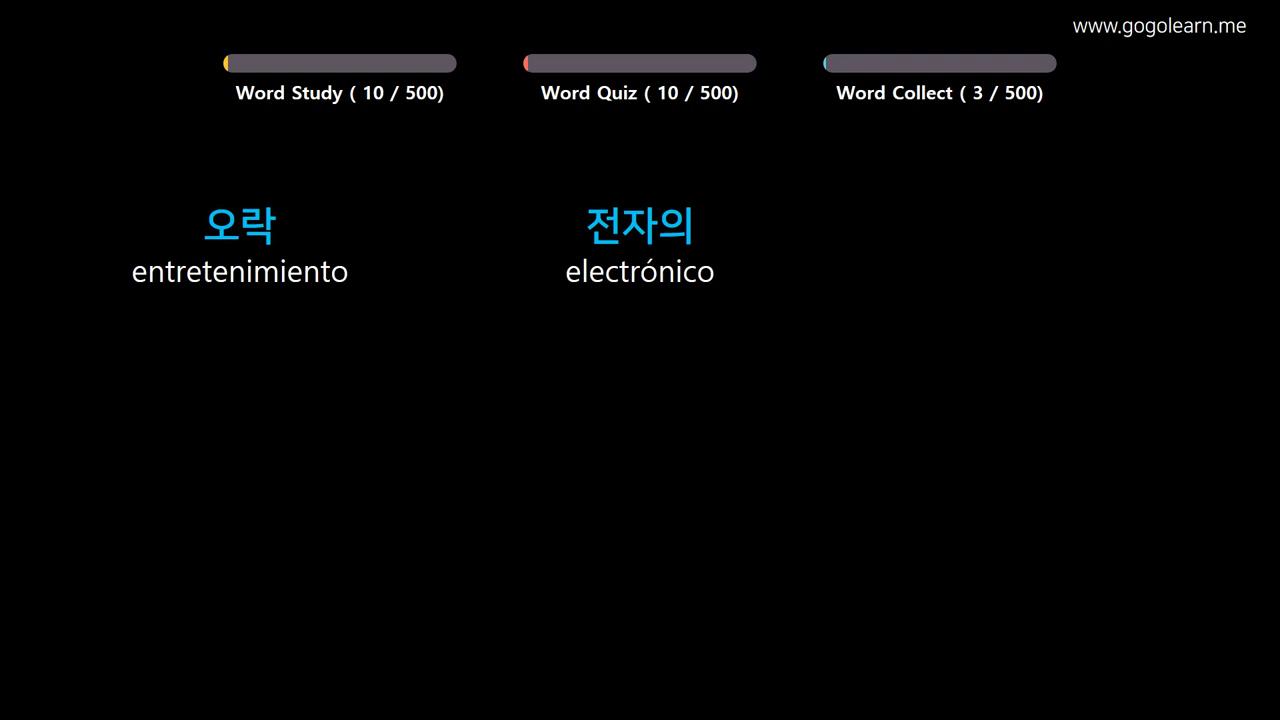 www.gogolearn.me
Word Study ( 10 / 500)
Word Quiz ( 10 / 500)
Word Collect ( 3 / 500)
오락
entretenimiento
전자의
electrónico